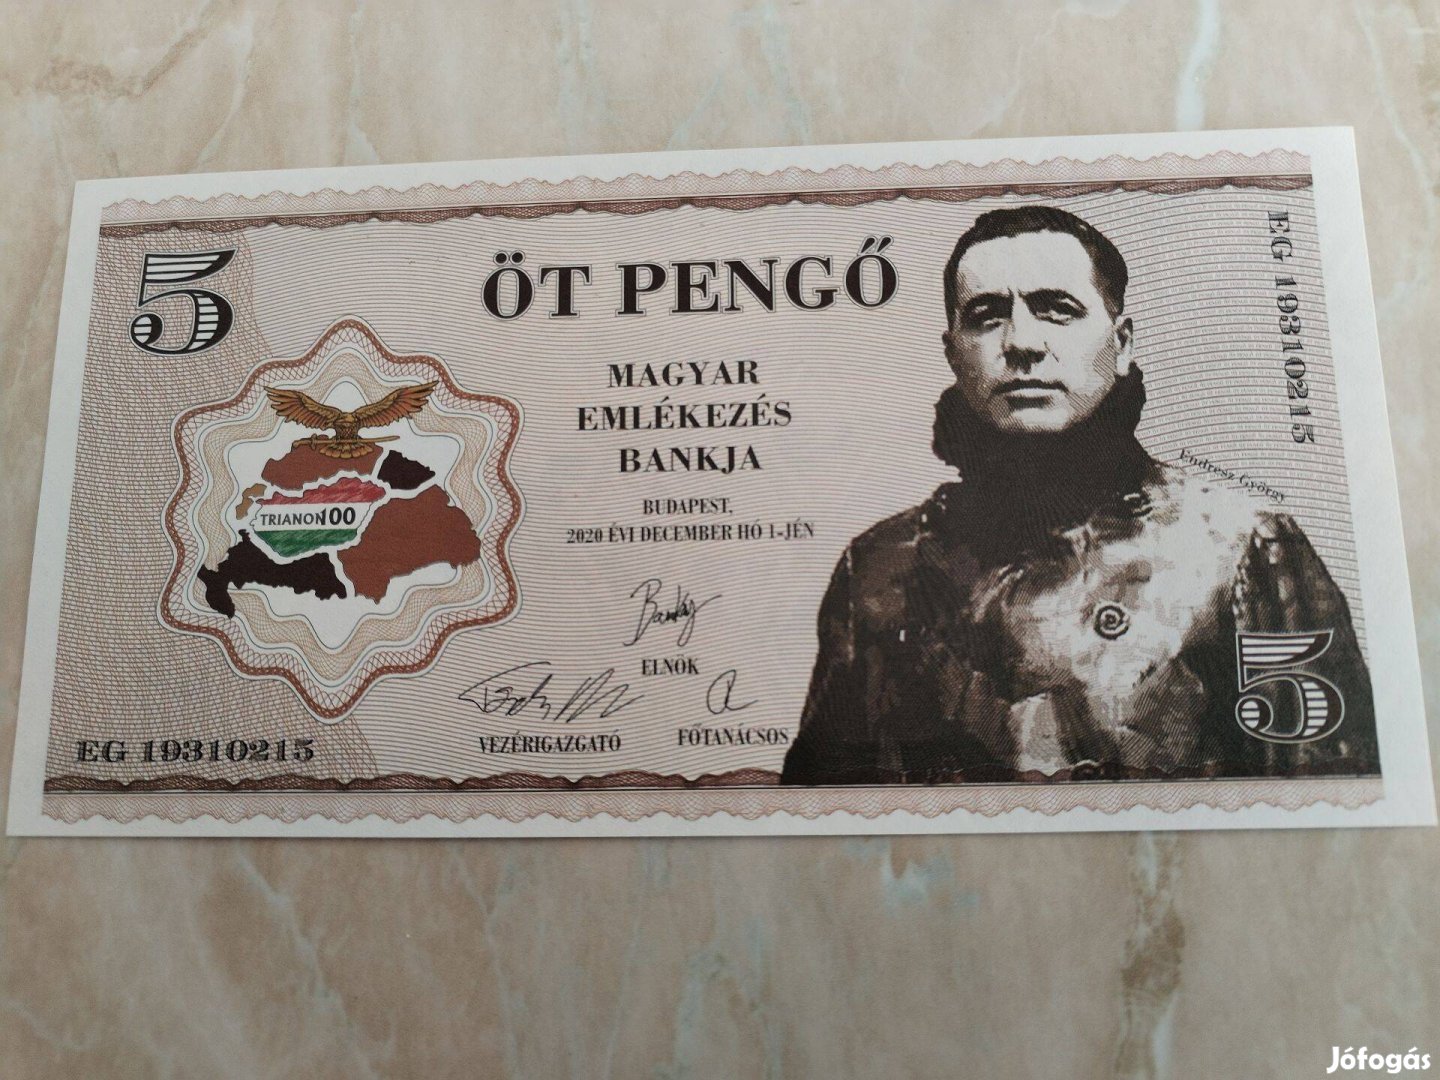 5
ÖT PENGŐ
MAGYAR
EMLÉKEZÉS
BANKJA
BUDAPEST,
2020 ÉVI DECEMBER HÓ 1-JÉN
TRIANON100
ELNÖK
VEZÉRIGAZGATÓ
FŐTANÁCSOS
EG 19310215
EG 19310215
Endresz György
5
Jófogás